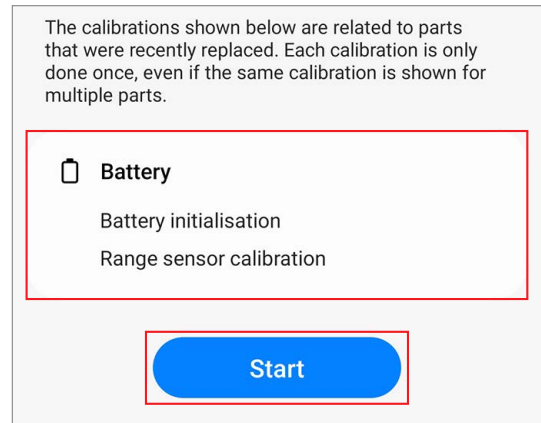 The calibrations shown below are related to parts
that were recently replaced. Each calibration is only
done once, even if the same calibration is shown for
multiple parts.
Battery
Battery initialisation
Range sensor calibration
Start